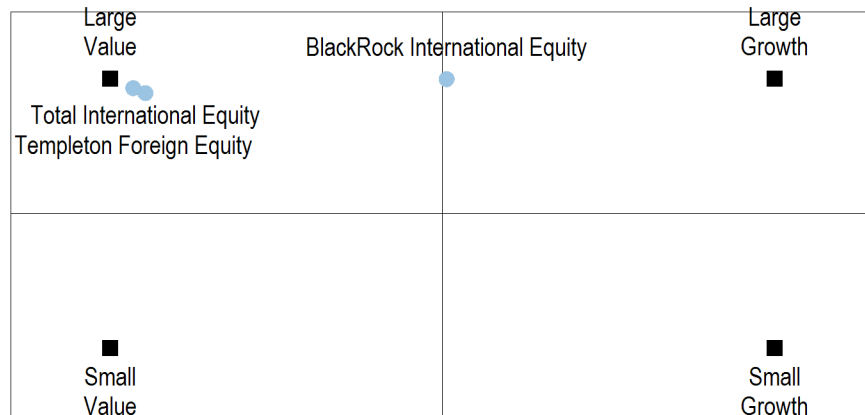 Large
Value
BlackRock International Equity
Large
Growth
Total International Equity
Templeton Foreign Equity
Small
Value
Small
Growth